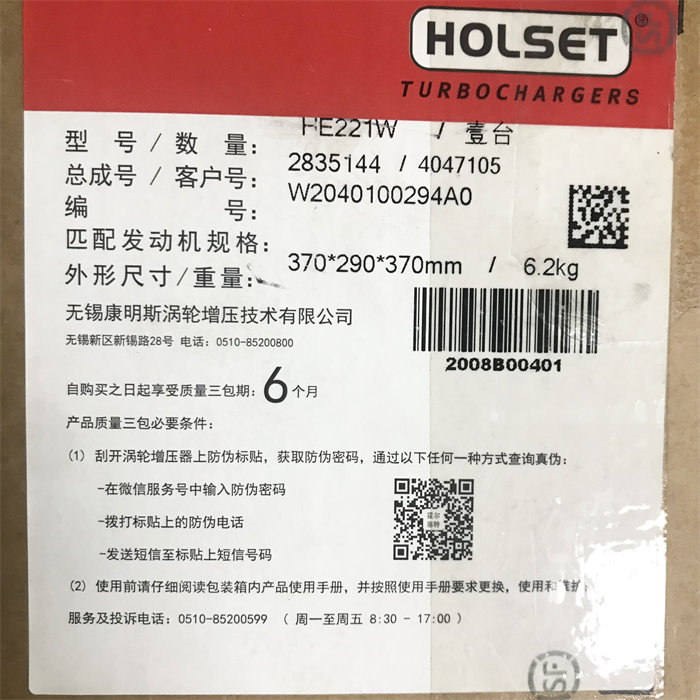 HOLSET®
TURBOCHARGERS
型 号 / 数 量： HE221W / 壹台
总成号 / 客户号： 2835144 / 4047105
编 号： W2040100294A0
匹配发动机规格：
外形尺寸/重量： 370*290*370mm / 6.2kg
无锡康明斯涡轮增压技术有限公司
无锡新区新锡路28号 电话：0510-85200800
2008B00401
自购买之日起享受质量三包期：6个月
产品质量三包必要条件：
(1) 刮开涡轮增压器上防伪标贴，获取防伪密码，通过以下任何一种方式查询真伪：
-在微信服务号中输入防伪密码
-拨打标贴上的防伪电话
-发送短信至标贴上短信号码
诺尔
瑞特
(2) 使用前请仔细阅读包装箱内产品使用手册，并按照使用手册要求更换，使用和维护
服务及投诉电话：0510-85200599 （ 周一至周五 8:30 - 17:00 ）